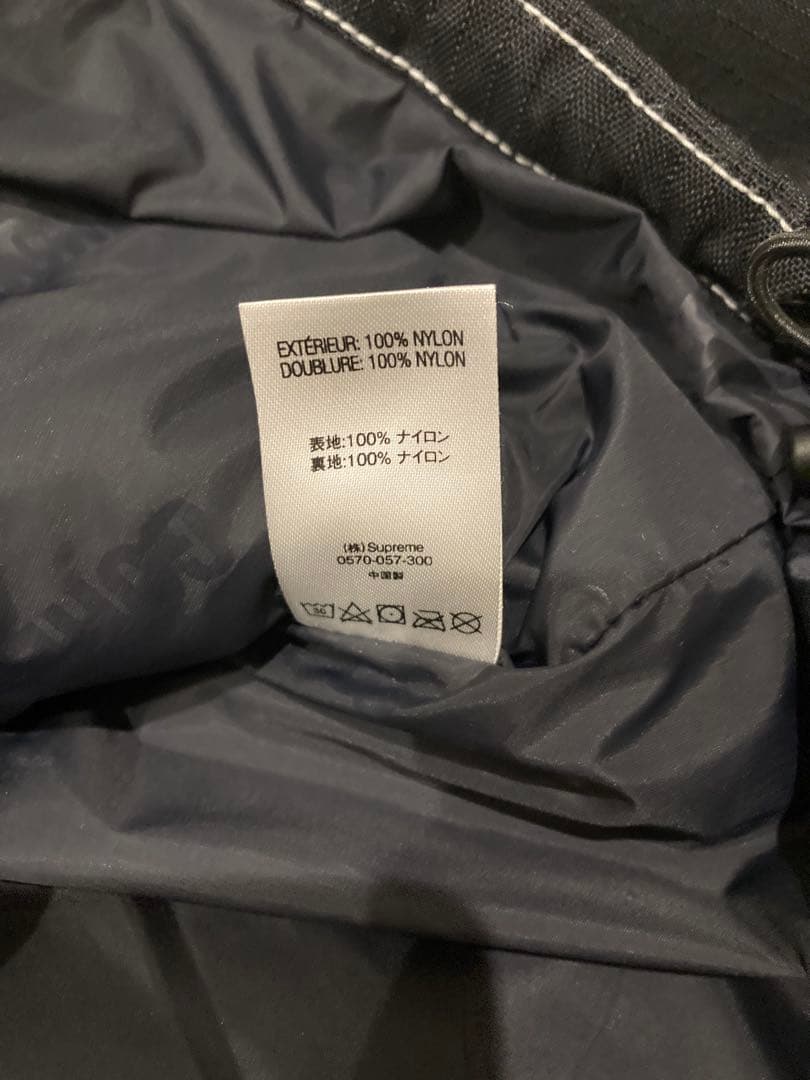 EXTÉRIEUR: 100% NYLON
DOUBLURE: 100% NYLON
表地:100% ナイロン
裏地:100% ナイロン
(株)Supreme
0570-057-300
中国製
30